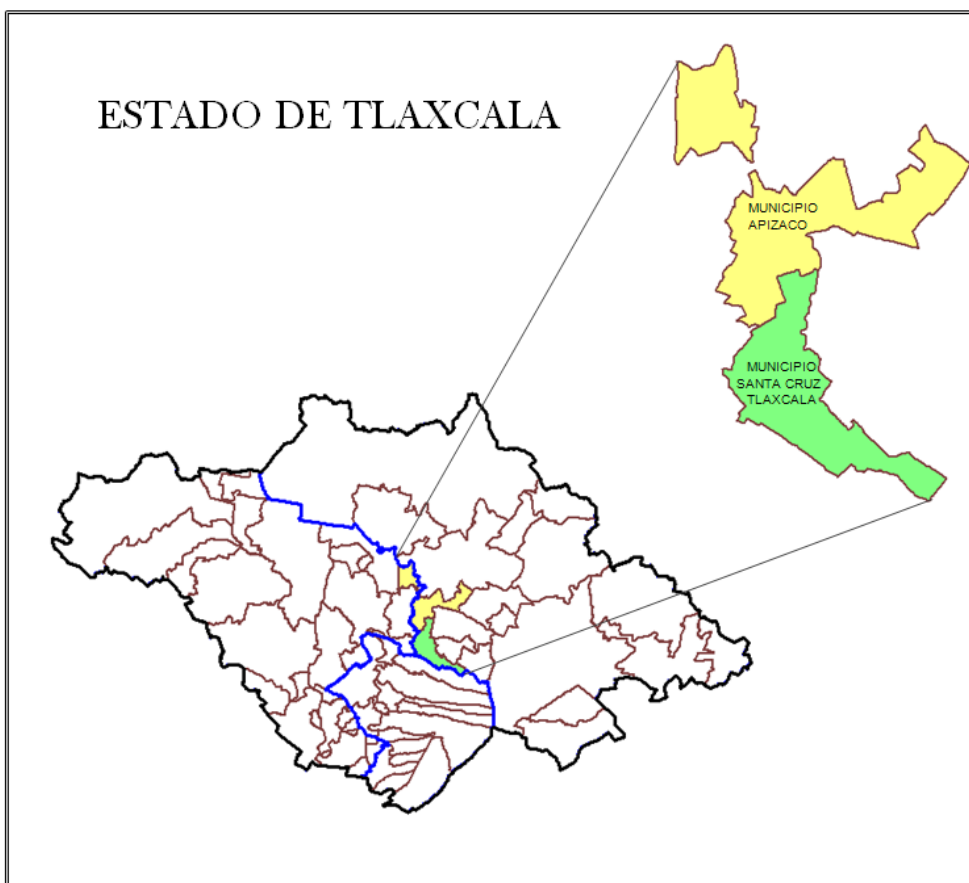 ESTADO DE TLAXCALA
MUNICIPIO
APIZACO
MUNICIPIO
SANTA CRUZ
TLAXCALA